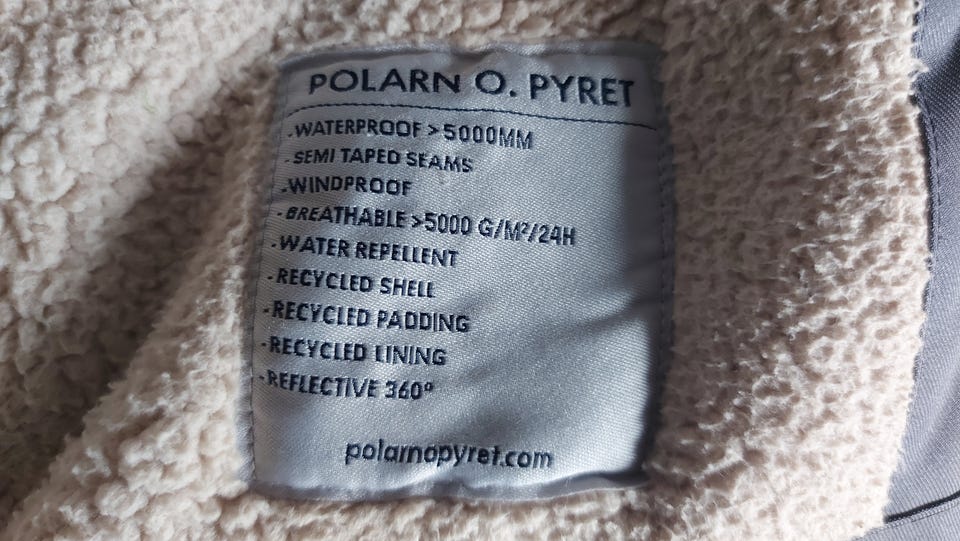 POLARN O. PYRET
-WATERPROOF >5000MM
-SEMI TAPED SEAMS
-WINDPROOF
-BREATHABLE >5000 G/M²/24H
-WATER REPELLENT
-RECYCLED SHELL
-RECYCLED PADDING
-RECYCLED LINING
-REFLECTIVE 360°
polarnopyret.com